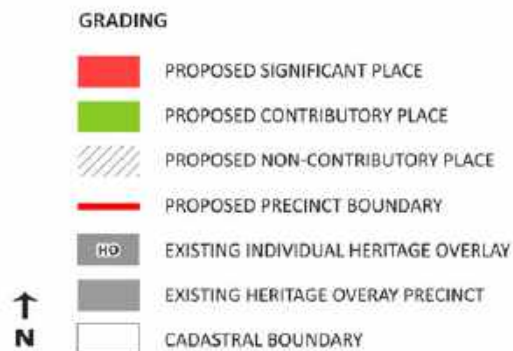 GRADING
PROPOSED SIGNIFICANT PLACE
PROPOSED CONTRIBUTORY PLACE
PROPOSED NON-CONTRIBUTORY PLACE
PROPOSED PRECINCT BOUNDARY
HO EXISTING INDIVIDUAL HERITAGE OVERLAY
EXISTING HERITAGE OVERAY PRECINCT
N CADASTRAL BOUNDARY